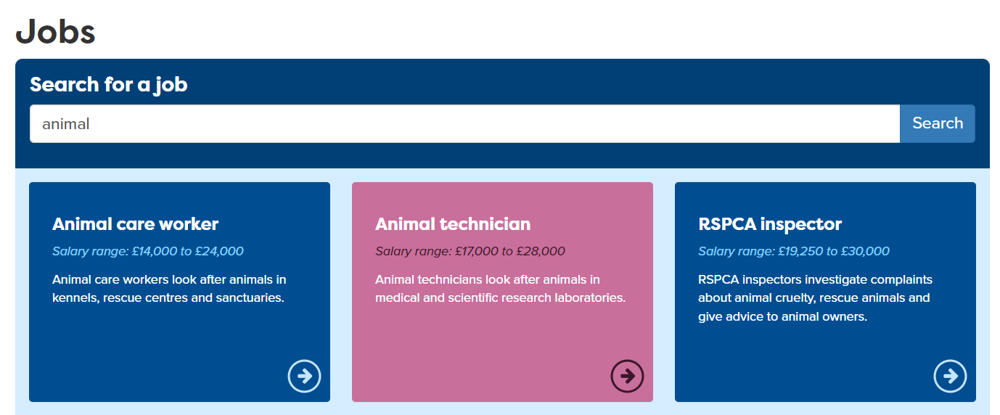 Jobs
Search for a job
animal
Search
Animal care worker
Salary range: £14,000 to £24,000
Animal care workers look after animals in
kennels, rescue centres and sanctuaries.
Animal technician
Salary range: £17,000 to £28,000
Animal technicians look after animals in
medical and scientific research laboratories.
RSPCA inspector
Salary range: £19,250 to £30,000
RSPCA inspectors investigate complaints
about animal cruelty, rescue animals and
give advice to animal owners.